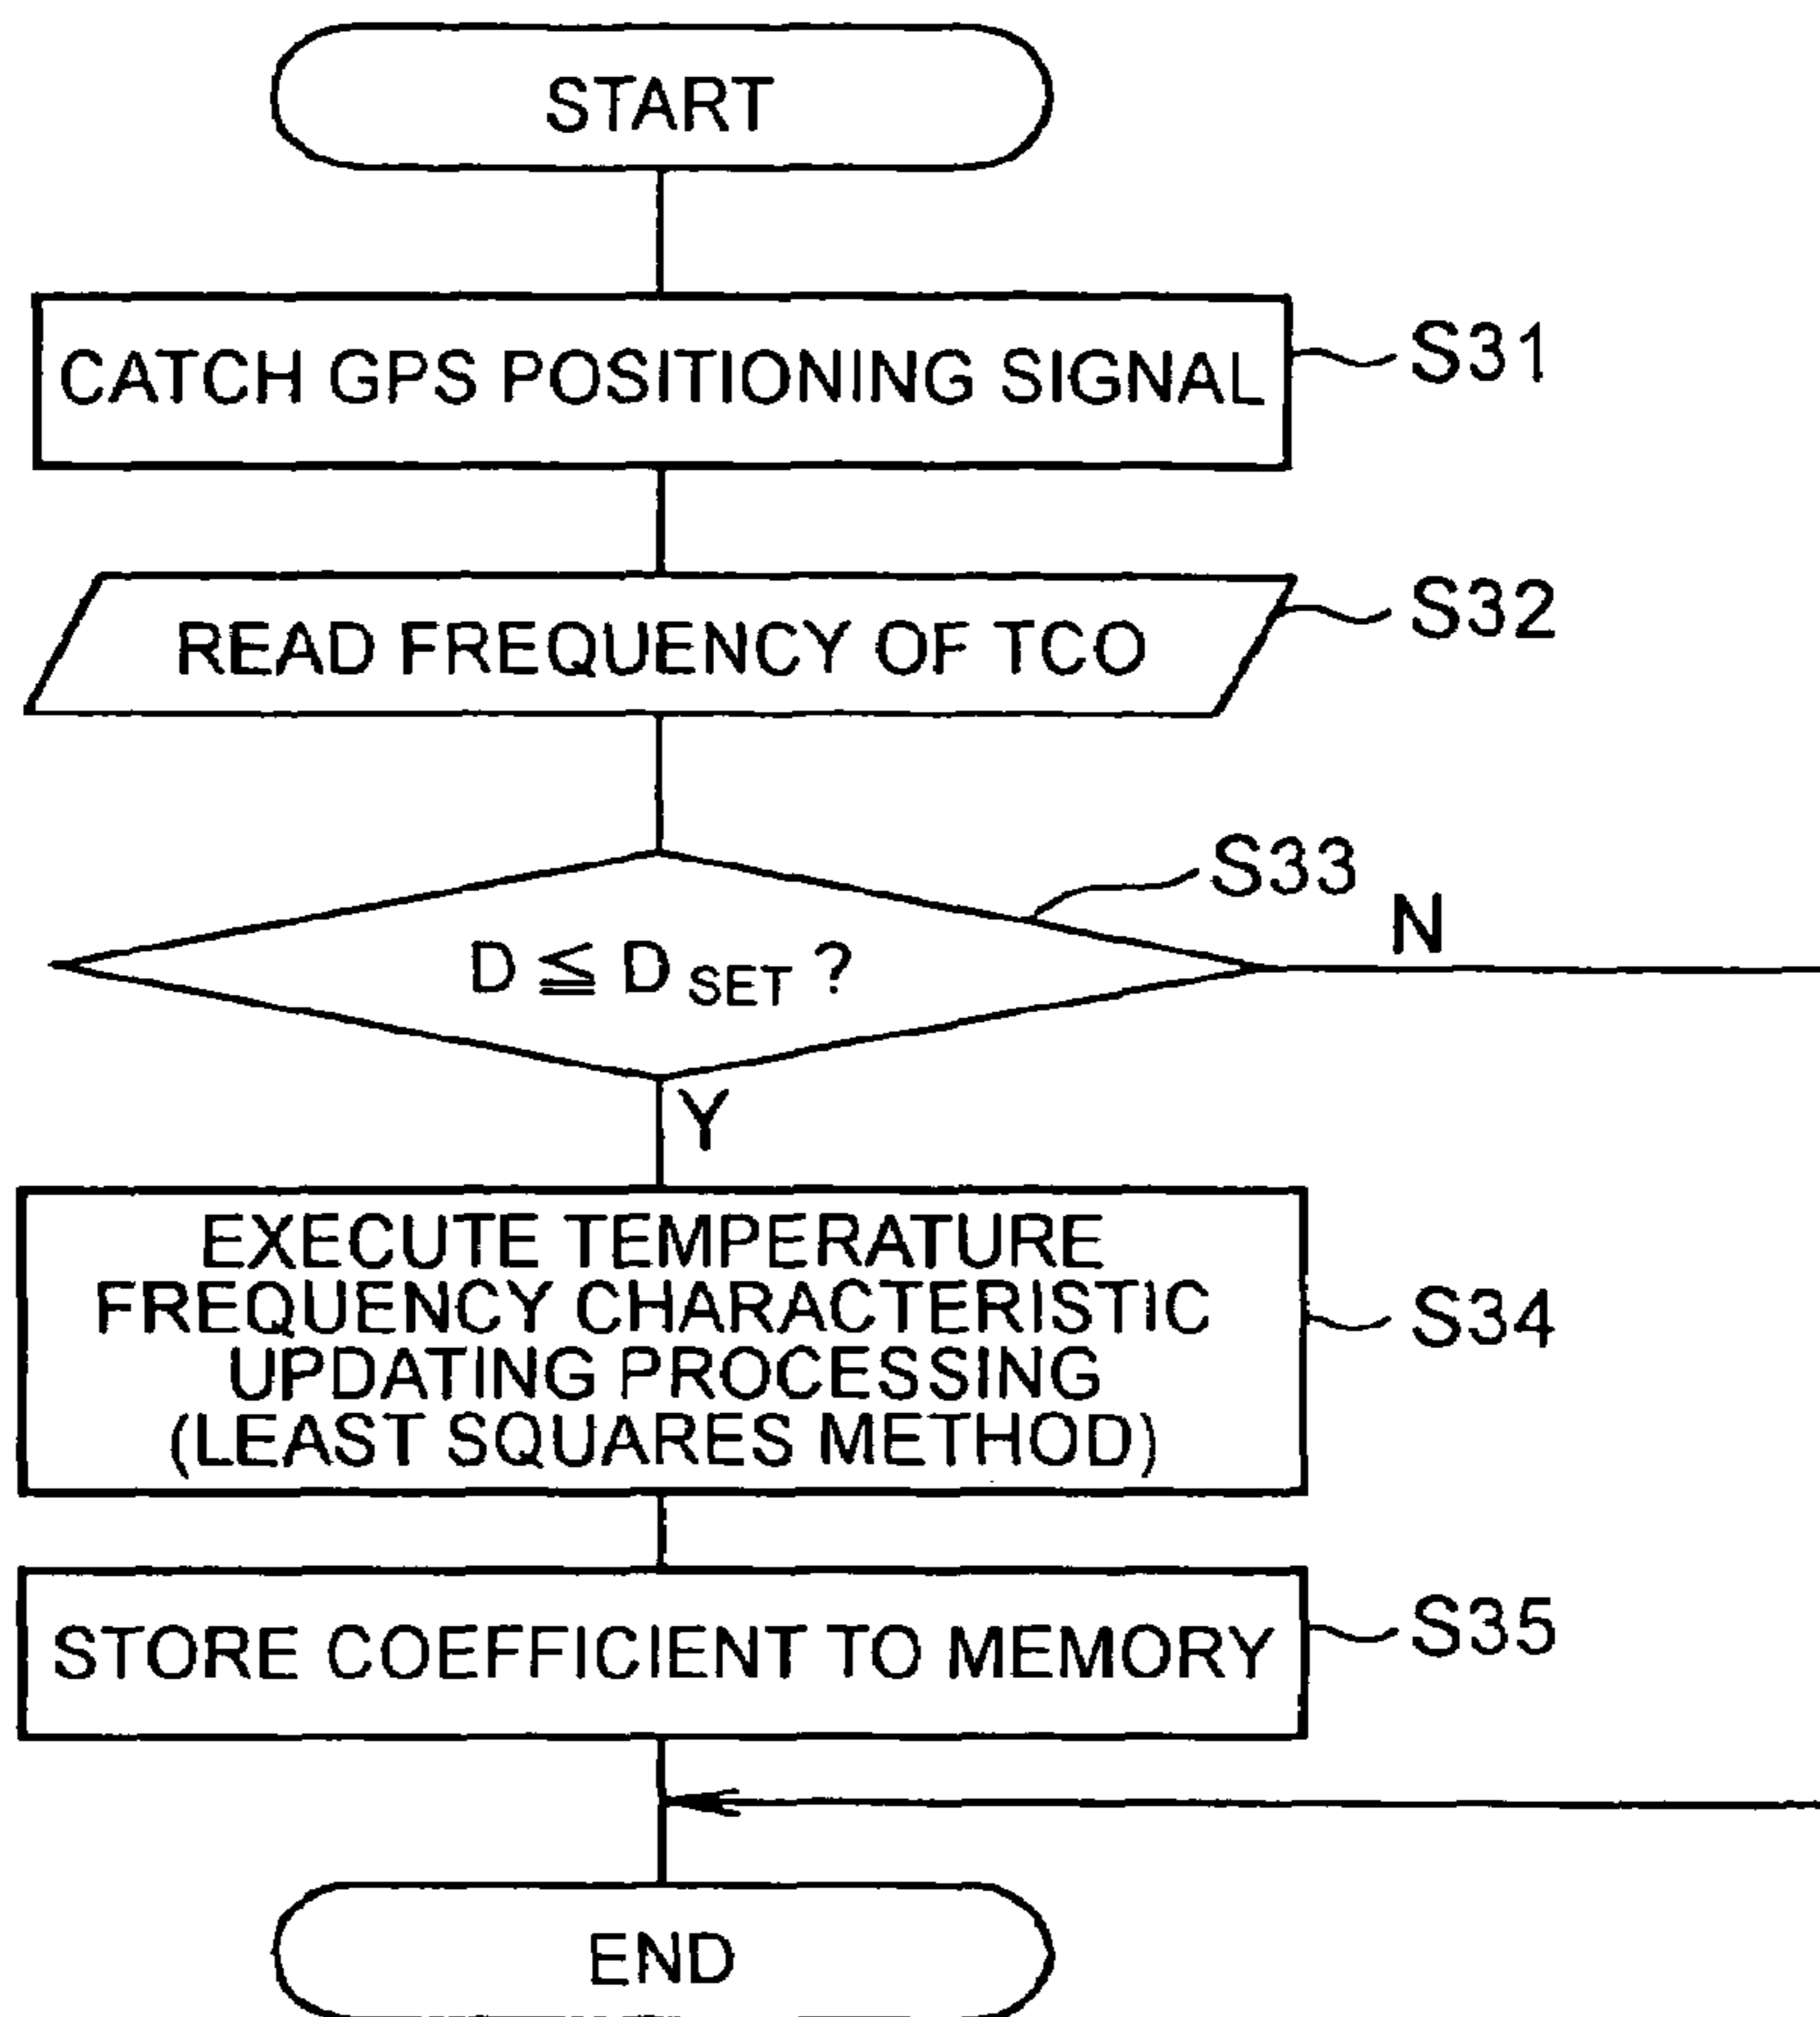 START
CATCH GPS POSITIONING SIGNAL
S31
READ FREQUENCY OF TCO
S32
S33
N
D ≦ D SET ?
Y
EXECUTE TEMPERATURE
FREQUENCY CHARACTERISTIC
UPDATING PROCESSING
(LEAST SQUARES METHOD)
S34
STORE COEFFICIENT TO MEMORY
S35
END